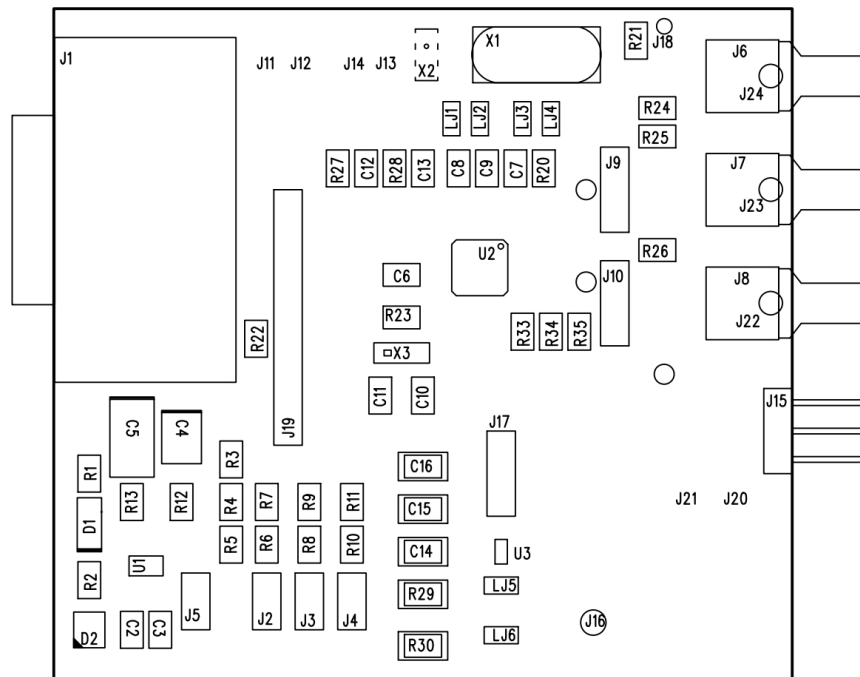 J1
J11 J12 J14 J13
X2
X1
R21
J18
J6
J24
LJ1 LJ2 LJ3 LJ4
R24
R25
R27 C12 R28 C13 C8 C9 C7 R20
J9
J7
J23
U2
R26
C6
J10
J8
J22
R23
R22
R33 R34 R35
X3
C11 C10
J15
J19
J17
C5 C4
R3
R1
C16
R13 R12 R4 R7 R9 R11
J21 J20
C15
D1
R5 R6 R8 R10
C14
U3
U1
R2
R29
LJ5
J5 J2 J3 J4
J16
D2
C2 C3
R30
LJ6